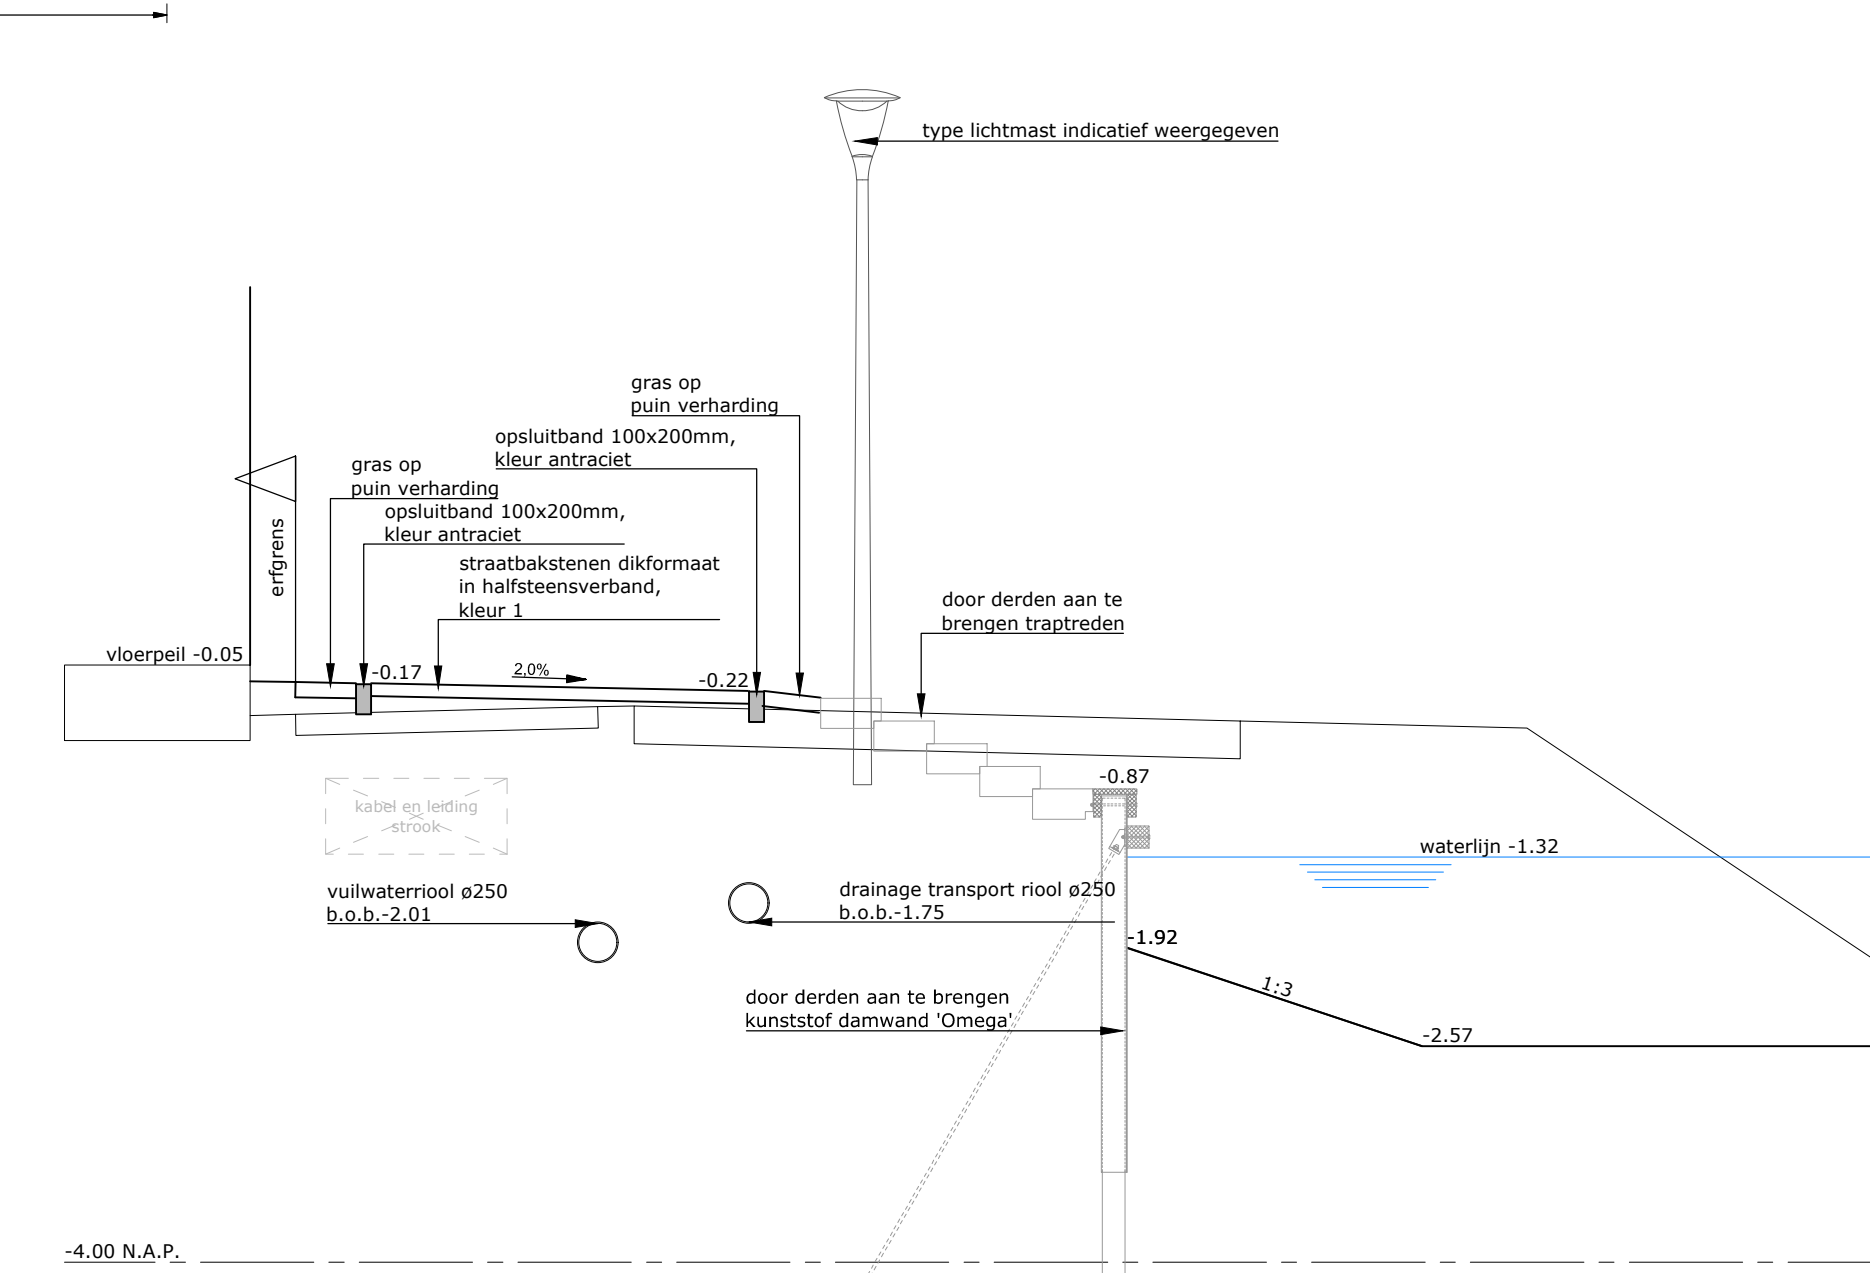 type lichtmast indicatief weergegeven
gras op
puin verharding
opsluitband 100x200mm,
kleur antraciet
gras op
puin verharding
opsluitband 100x200mm,
kleur antraciet
erfgrens
straatbakstenen dikformaat
in halfsteensverband,
kleur 1
door derden aan te
brengen traptreden
vloerpeil -0.05
-0.17
2,0%
-0.22
-0.87
kabel en leiding
strook
waterlijn -1.32
vuilwaterriool ø250
b.o.b.-2.01
drainage transport riool ø250
b.o.b.-1.75
-1.92
1:3
door derden aan te brengen
kunststof damwand 'Omega'
-2.57
-4.00 N.A.P.